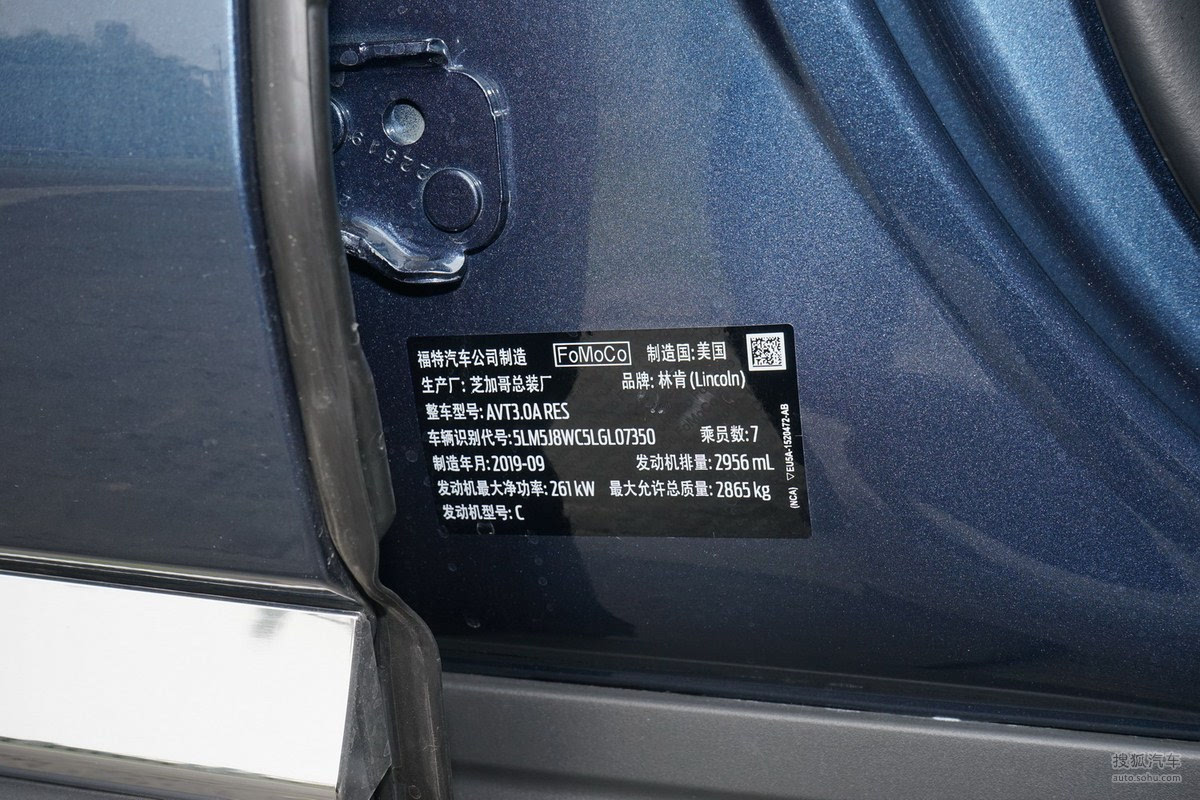 福特汽车公司制造 FoMoCo 制造国:美国
生产厂:芝加哥总装厂 品牌:林肯(Lincoln)
整车型号:AVT3.0A RES
车辆识别代号:5LM5J8WC5LGL07350 乘员数:7
制造年月:2019-09 发动机排量:2956 mL
发动机最大净功率:261 kW 最大允许总质量:2865 kg
发动机型号:C
(NCA) ▽EU5A-1520472-AB
搜狐汽车
auto.sohu.com